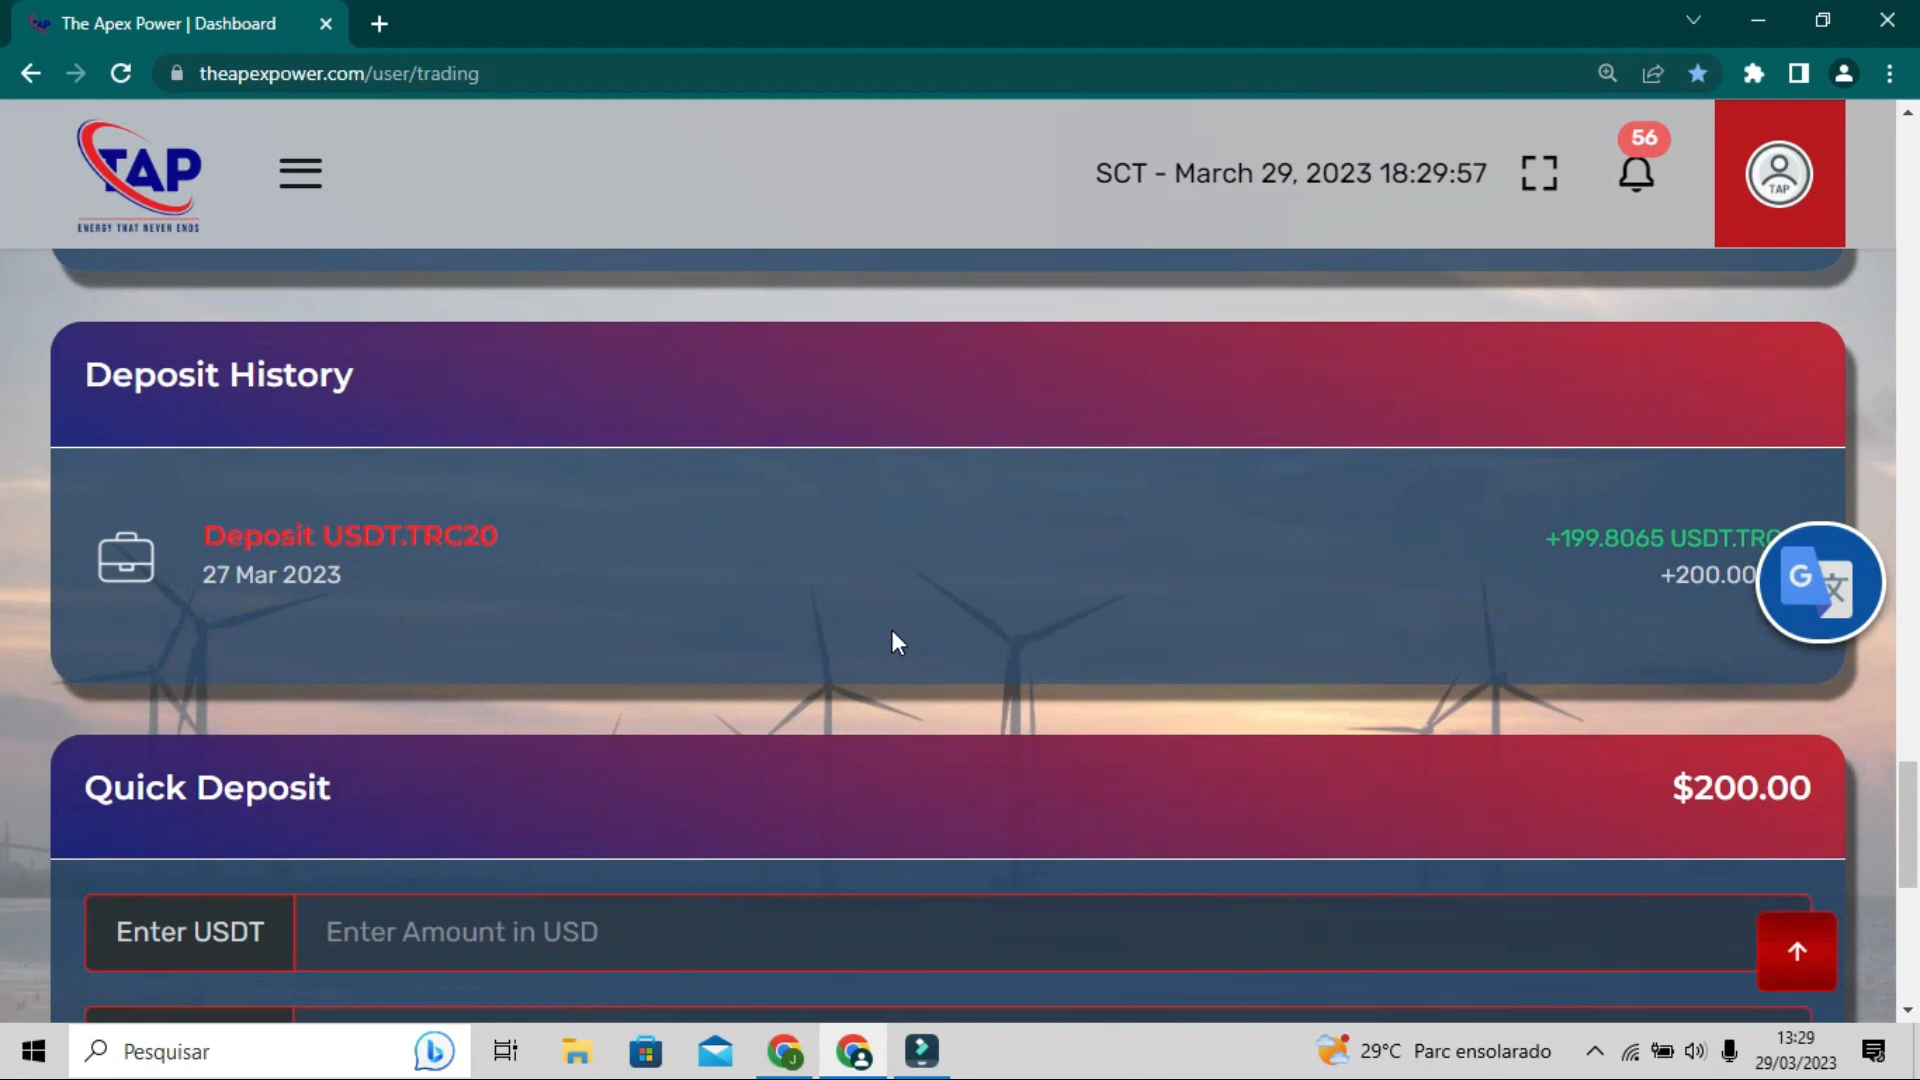 The Apex Power | Dashboard
theapexpower.com/user/trading
TAP
ENERGY THAT NEVER ENDS
SCT - March 29, 2023 18:29:57
56
TAP
Deposit History
Deposit USDT.TRC20
+199.8065 USDT.TRC
27 Mar 2023
+200.00
G
Quick Deposit
$200.00
Enter USDT
Enter Amount in USD
Pesquisar
29°C Parc ensolarado
13:29
29/03/2023